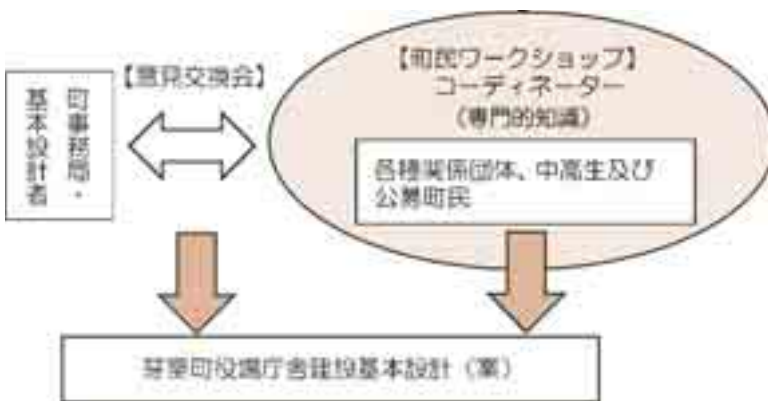 【意見交換会】
町事務局・
基本設計者
【町民ワークショップ】
コーディネーター
（専門的知識）
各種関係団体、中高生及び
公募町民
芽室町役場庁舎建設基本設計（案）